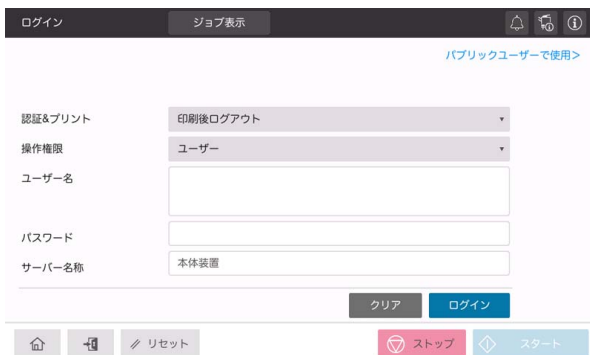 ログイン
ジョブ表示
パブリックユーザーで使用>
認証&プリント
印刷後ログアウト
操作権限
ユーザー
ユーザー名
パスワード
サーバー名称
本体装置
クリア
ログイン
リセット
ストップ
スタート